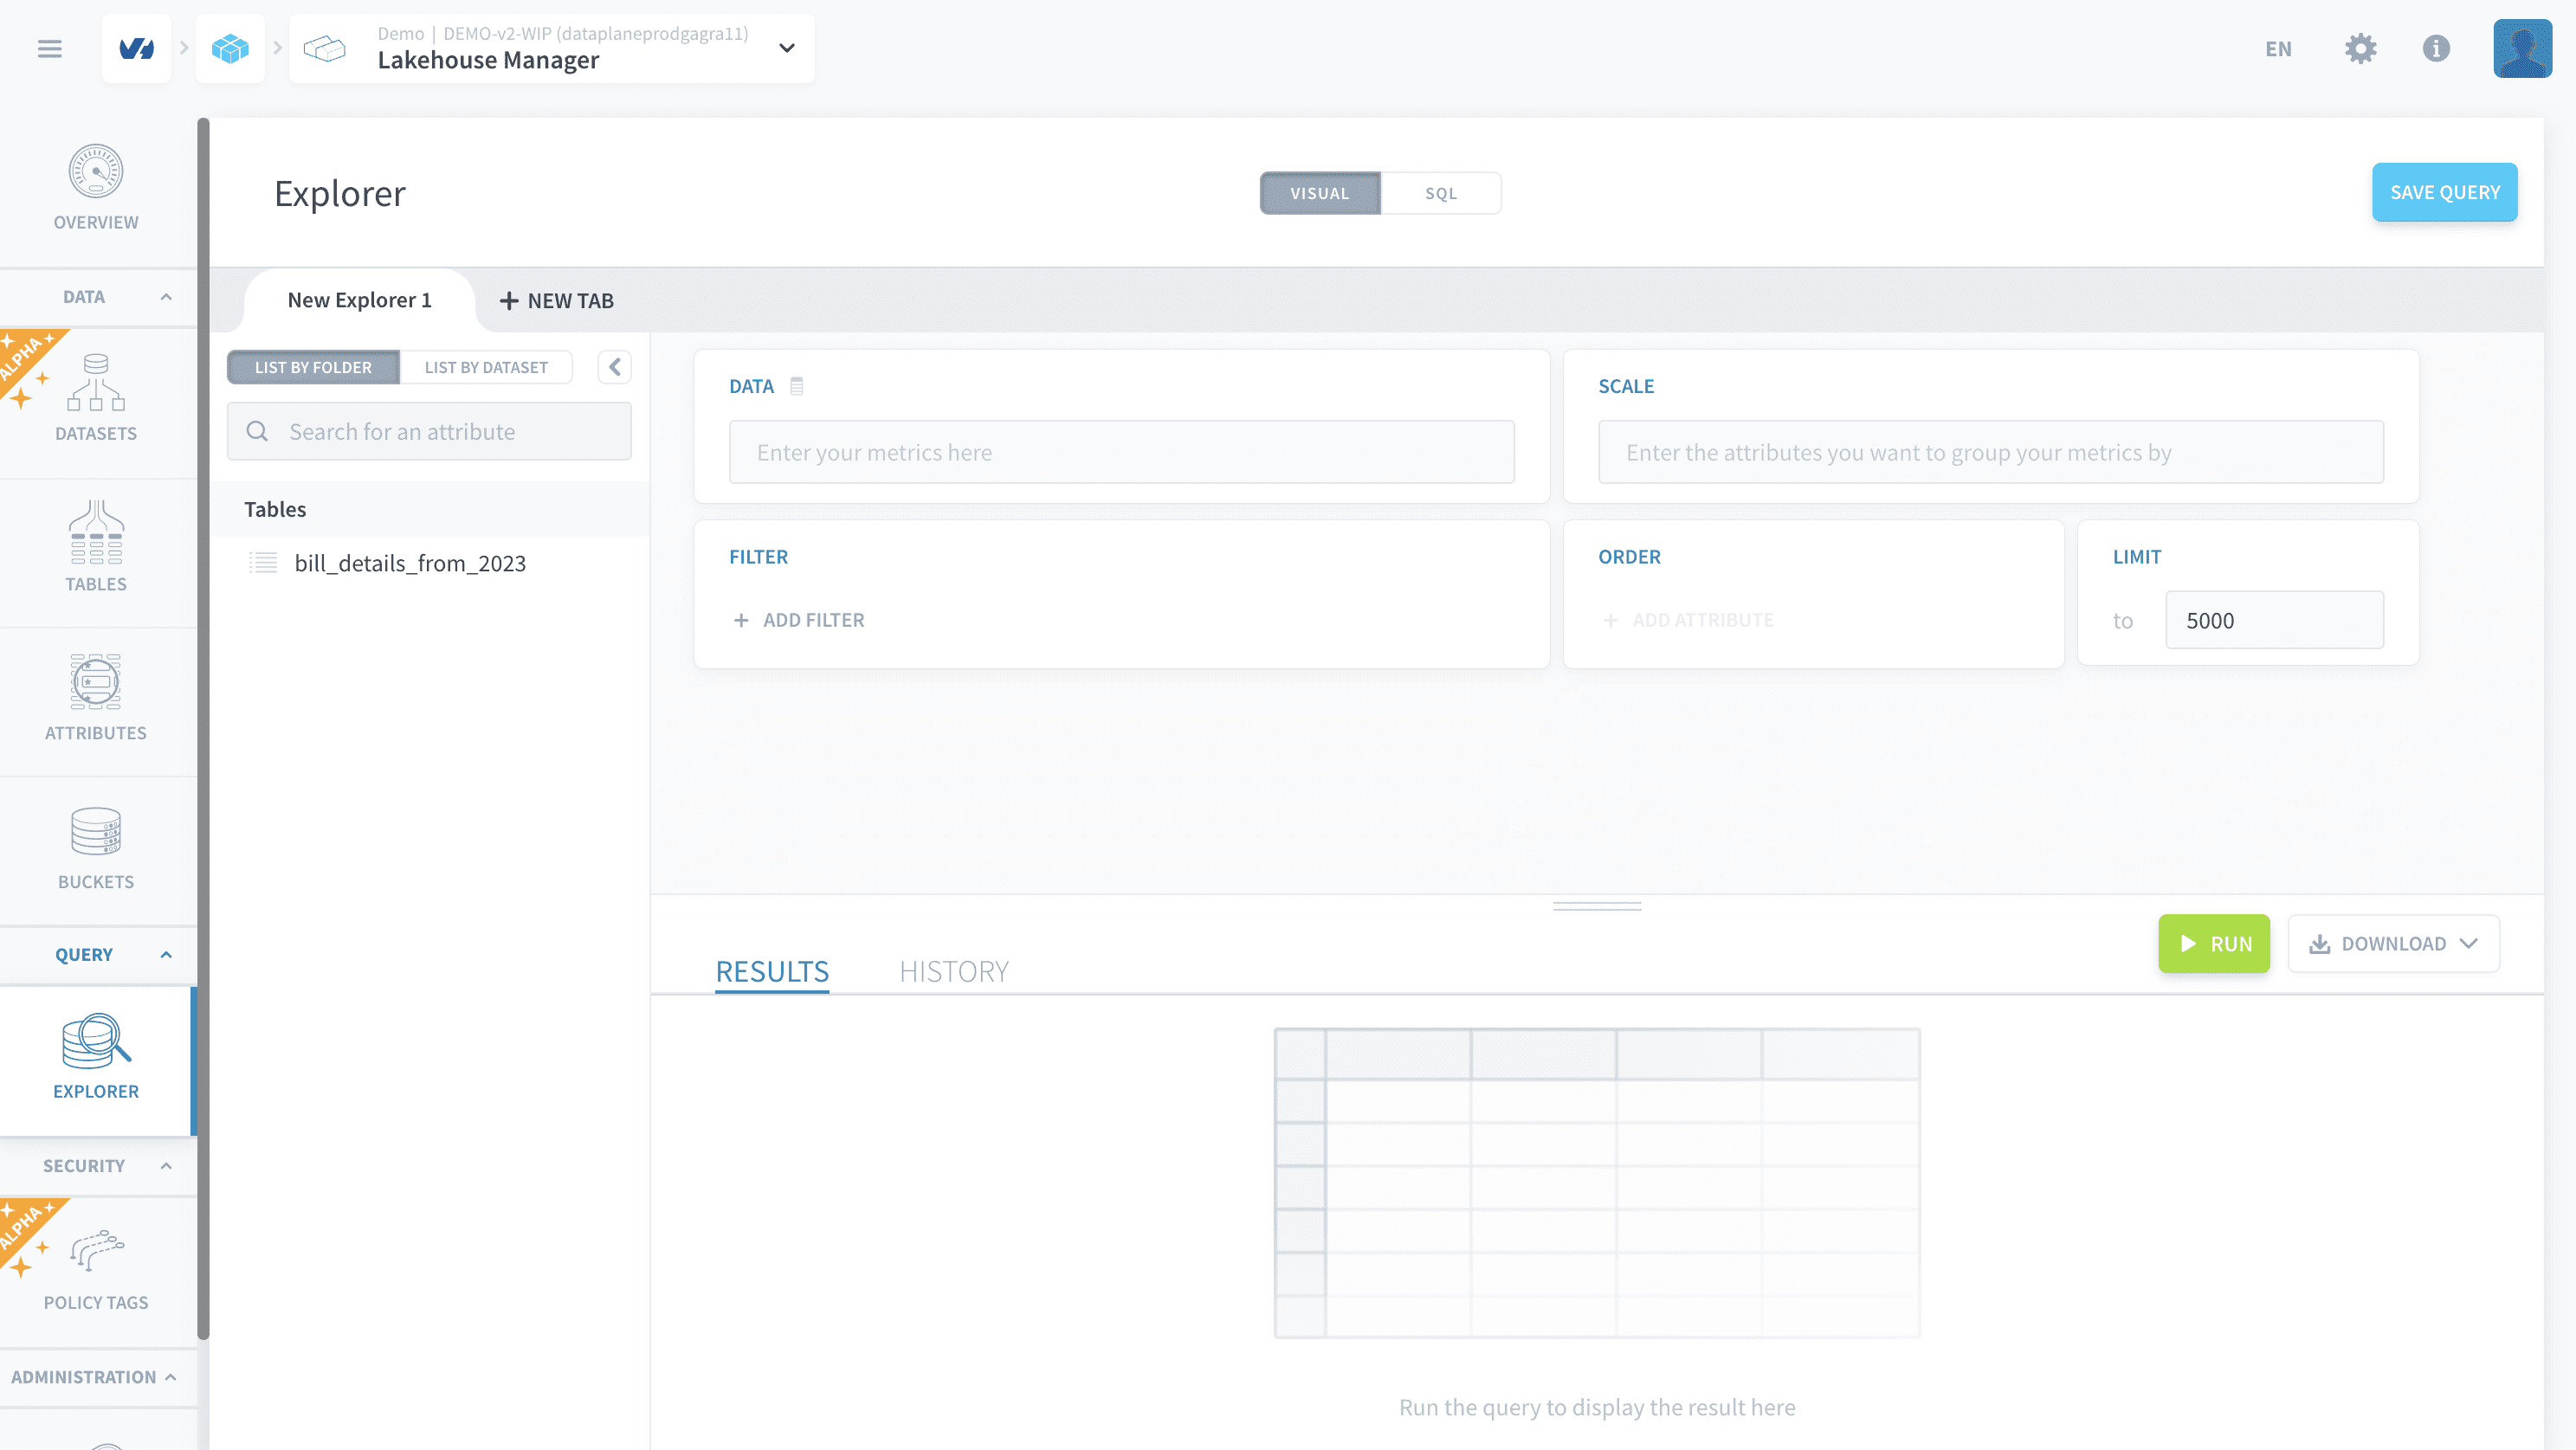 Demo | DEMO-v2-WIP (dataplaneprodgagra11)
Lakehouse Manager
EN
OVERVIEW
DATA
ALPHA
DATASETS
TABLES
ATTRIBUTES
BUCKETS
QUERY
EXPLORER
SECURITY
ALPHA
POLICY TAGS
ADMINISTRATION
Explorer
VISUAL
SQL
SAVE QUERY
New Explorer 1
NEW TAB
LIST BY FOLDER
LIST BY DATASET
Search for an attribute
Tables
bill_details_from_2023
DATA
Enter your metrics here
SCALE
Enter the attributes you want to group your metrics by
FILTER
ADD FILTER
ORDER
ADD ATTRIBUTE
LIMIT
to
5000
RESULTS
HISTORY
RUN
DOWNLOAD
Run the query to display the result here